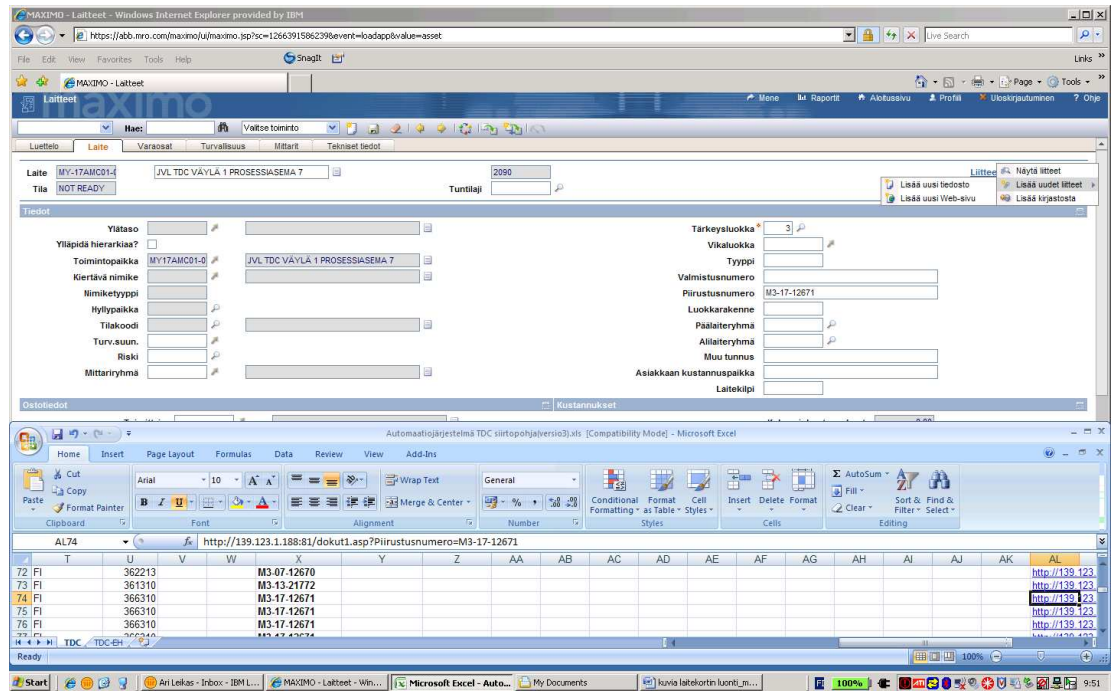 MAXIMO - Laitteet - Windows Internet Explorer provided by IBM
https://abb.mro.com/maximo/ui/maximo.jsp?sc=1266391586239&event=loadapp&value=asset
Live Search
File Edit View Favorites Tools Help SnagIt Links »
MAXIMO - Laitteet Page Tools »
Laitteet maximo Mene Raportit Aloitussivu Profiili Uloskirjautuminen ? Ohje
Hae: Valitse toiminto
Luettelo Laite Varaosat Turvallisuus Mittarit Tekniset tiedot
Laite MY-17AMC01-0 JVL TDC VÄYLÄ 1 PROSESSIASEMA 7 2090 Näytä liitteet
Tila NOT READY Tuntilaji Lisää uusi tiedosto Lisää uudet liitteet
Lisää uusi Web-sivu Lisää kirjastosta
Tiedot
Ylätaso Tärkeysluokka * 3
Ylläpidä hierarkiaa? Vikaluokka
Toimintopaikka MY17AMC01-0 JVL TDC VÄYLÄ 1 PROSESSIASEMA 7 Tyyppi
Kiertävä nimike Valmistusnumero
Nimiketyyppi Piirustusnumero M3-17-12671
Hyllypaikka Luokkarakenne
Tilakoodi Päälaiteryhmä
Turv.suun. Alilaiteryhmä
Riski Muu tunnus
Mittariryhmä Asiakkaan kustannuspaikka
Laitekilpi
Ostotiedot Kustannukset
Automaatiojärjestelmä TDC siirtopohja(versio3).xls [Compatibility Mode] - Microsoft Excel
Home Insert Page Layout Formulas Data Review View Add-Ins
Cut Arial 10 Wrap Text General AutoSum
Copy Fill
Paste Format Painter Merge & Center Conditional Formatting Format as Table Cell Styles Insert Delete Format Clear Sort & Filter Find & Select
Clipboard Font Alignment Number Styles Cells Editing
AL74 fx http://139.123.1.188:81/dokut1.asp?Piirustusnumero=M3-17-12671
T U V W X Y Z AA AB AC AD AE AF AG AH AI AJ AK AL
72 FI 362213 M3-07-12670 http://139.123.
73 FI 361310 M3-13-21772 http://139.123.
74 FI 366310 M3-17-12671 http://139.123.
75 FI 366310 M3-17-12671 http://139.123.
76 FI 366310 M3-17-12671 http://139.123.
TDC TDC-EH
Ready 100%
Start Ari Leikas - Inbox - IBM L... MAXIMO - Laitteet - Win... Microsoft Excel - Auto... My Documents kuvia laitekortin luonti_m... 100% 9:51